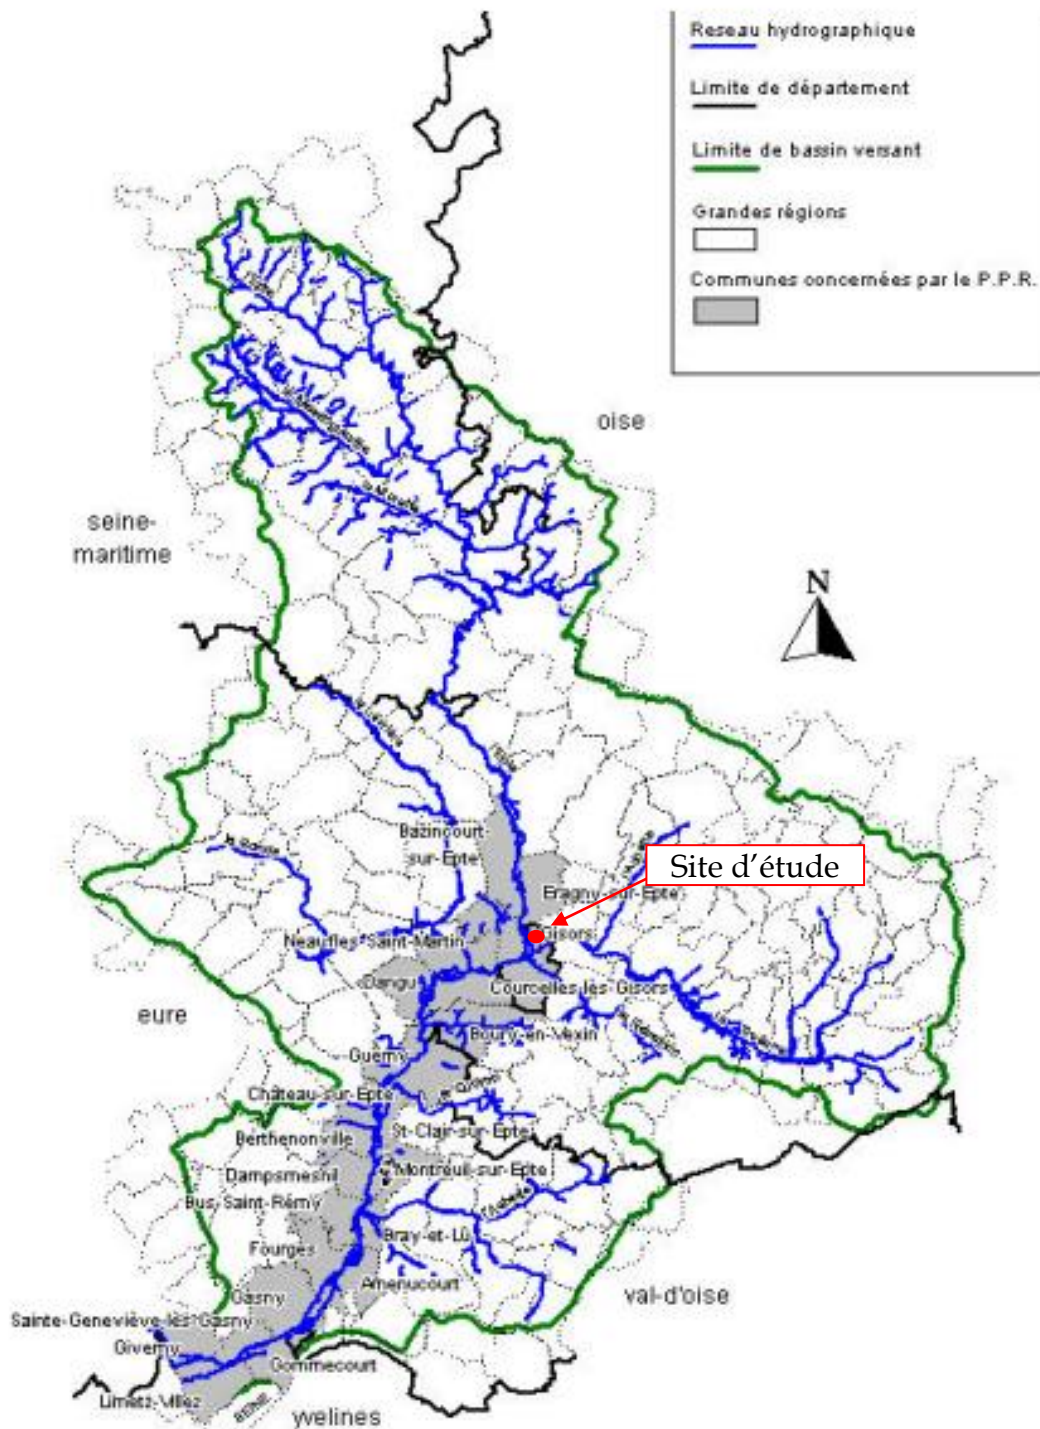 Reseau hydrographique
Limite de département
Limite de bassin versant
Grandes régions
Communes concernées par le P.P.R.
oise
seine-
maritime
N
Bazincourt
sur-Epte
Site d'étude
Eragny-sur-Epte
Gisors
Neaufles-Saint-Martin
Dangu
Courcelles-lès-Gisors
eure
Boury-en-Vexin
Guerny
Château-sur-Epte
St-Clair-sur-Epte
Berthenonville
Montreuil-sur-Epte
Dampsmesnil
Bus-Saint-Rémy
l'Aubette
Bray-et-Lû
Fourges
Amenucourt
val-d'oise
Gasny
Sainte-Geneviève-lès-Gasny
Giverny
Gommecourt
Limetz-Villez
SEINE
yvelines